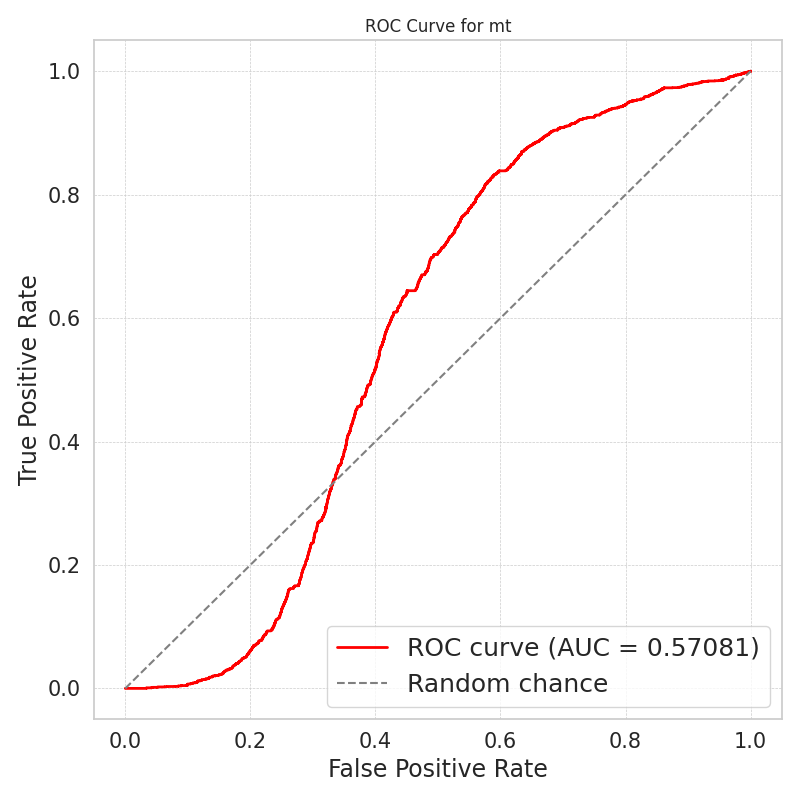 ROC Curve for mt
True Positive Rate
1.0
0.8
0.6
0.4
0.2
0.0
ROC curve (AUC = 0.57081)
Random chance
0.0 0.2 0.4 0.6 0.8 1.0
False Positive Rate